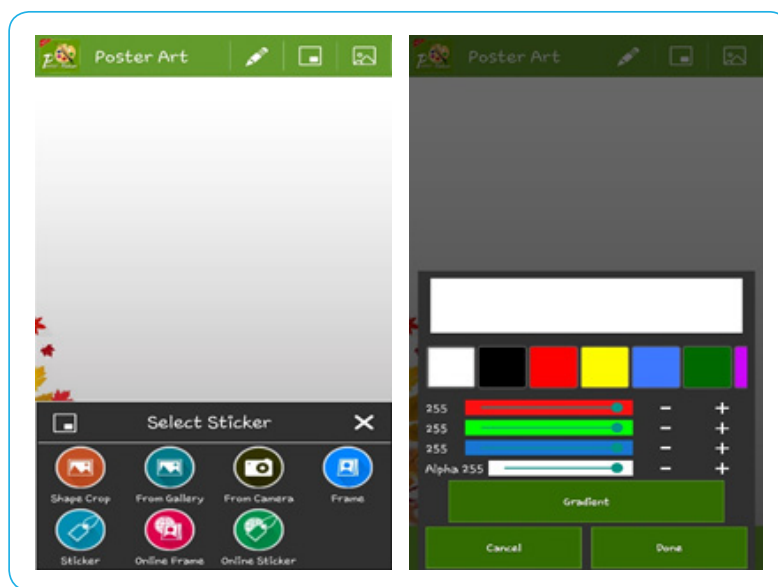 Poster Art
Select Sticker
Shape Crop
From Gallery
From Camera
Frame
Sticker
Online Frame
Online Sticker
Poster Art
255
255
255
Alpha 255
Gradient
Cancel
Done